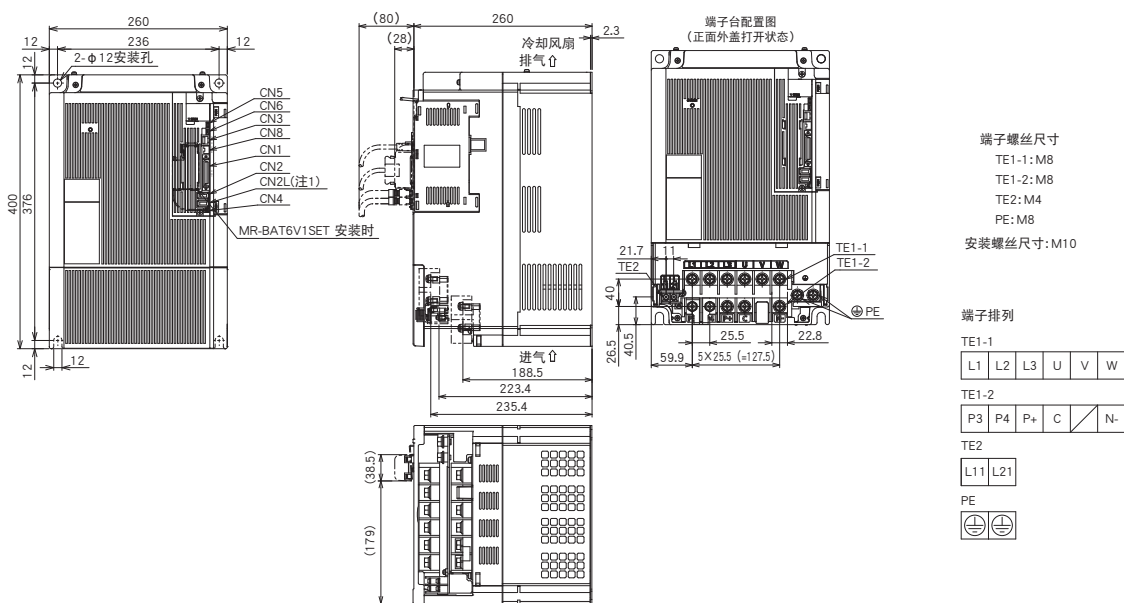 260
12
236
12
12
2-φ12安装孔
CN5
CN6
CN3
CN8
CN1
CN2
CN2L(注1)
CN4
MR-BAT6V1SET 安装时
400
376
12
12
(80)
260
(28)
2.3
冷却风扇
排气
进气
188.5
223.4
235.4
(38.5)
(179)
端子台配置图
(正面外盖打开状态)
21.7
11
TE2
L1 L2 L3 U V W
TE1-1
TE1-2
40
P+ C
PE
26.5
40.5
25.5
22.8
59.9
5×25.5 (=127.5)
端子螺丝尺寸
TE1-1:M8
TE1-2:M8
TE2:M4
PE:M8
安装螺丝尺寸:M10
端子排列
TE1-1
L1 L2 L3 U V W
TE1-2
P3 P4 P+ C N-
TE2
L11 L21
PE